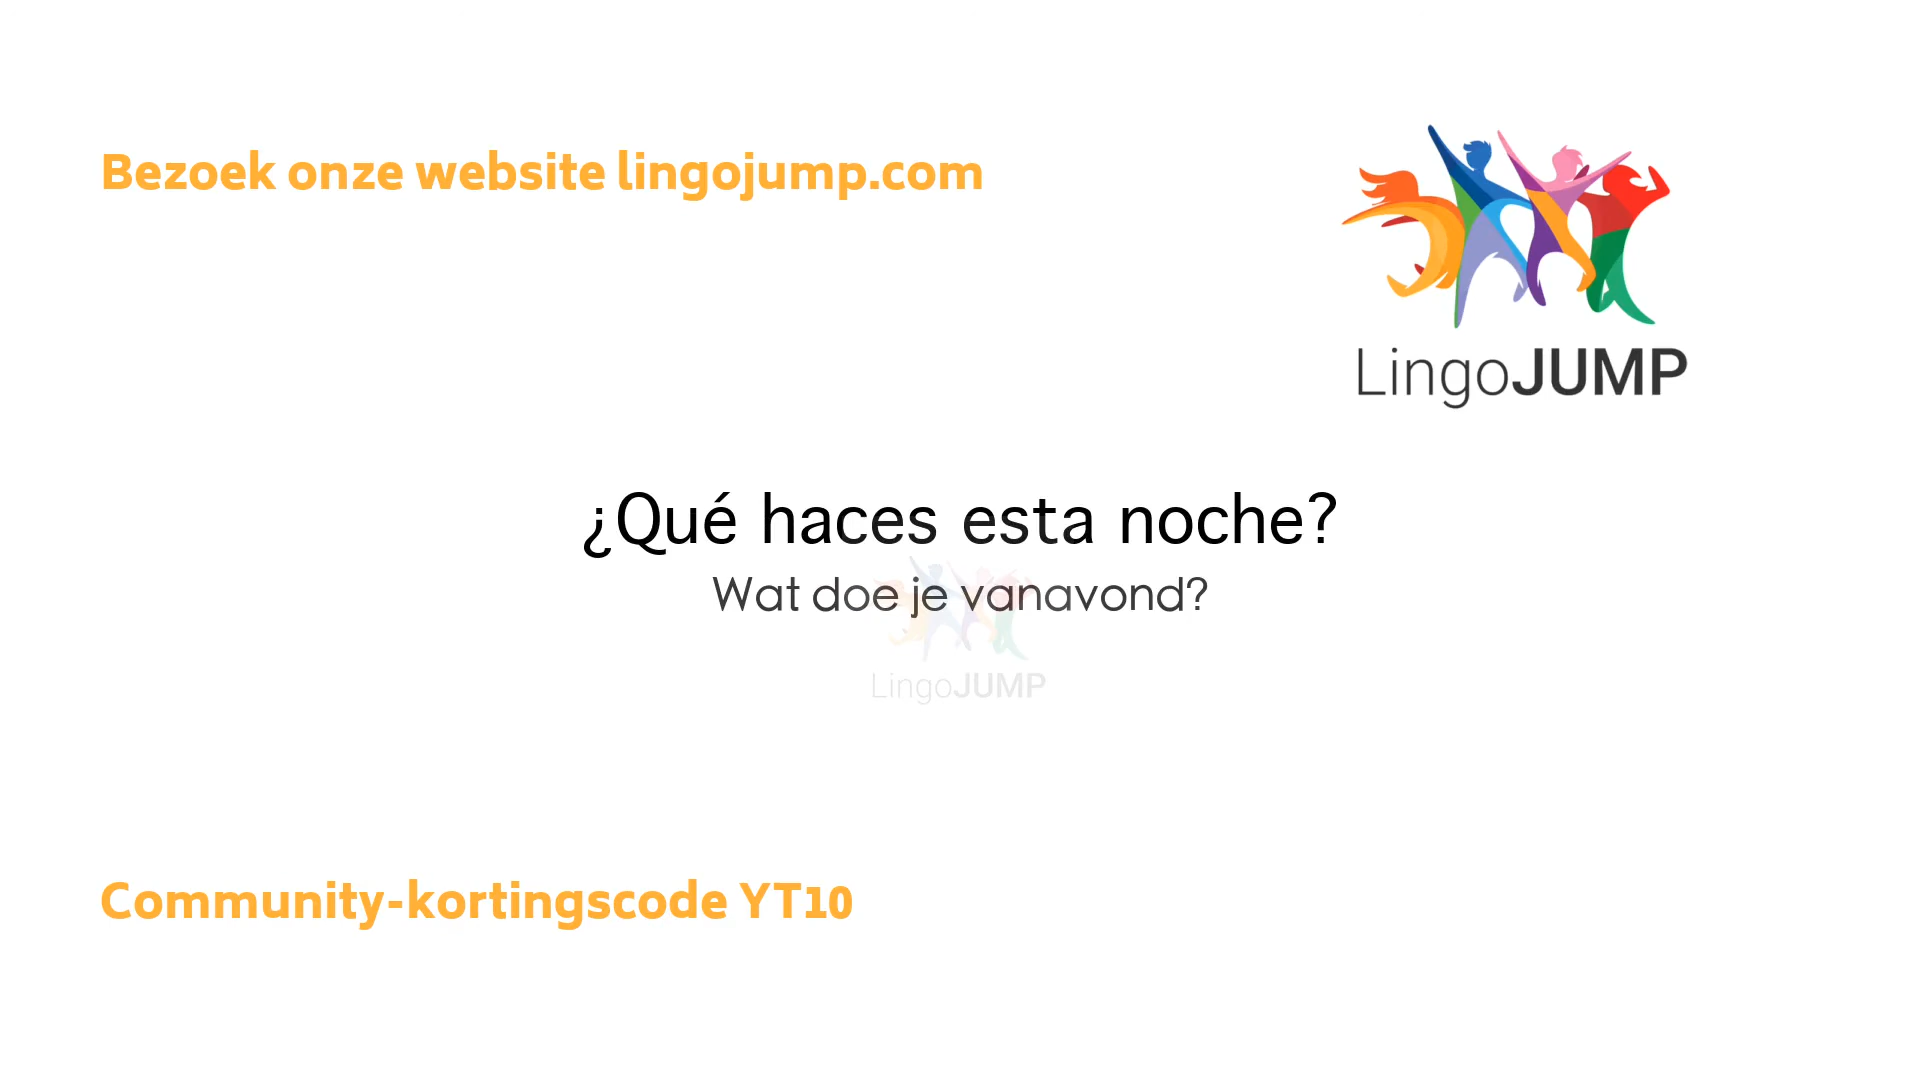 Bezoek onze website lingojump.com
LingoJUMP
¿Qué haces esta noche?
Wat doe je vanavond?
LingoJUMP
Community-kortingscode YT10